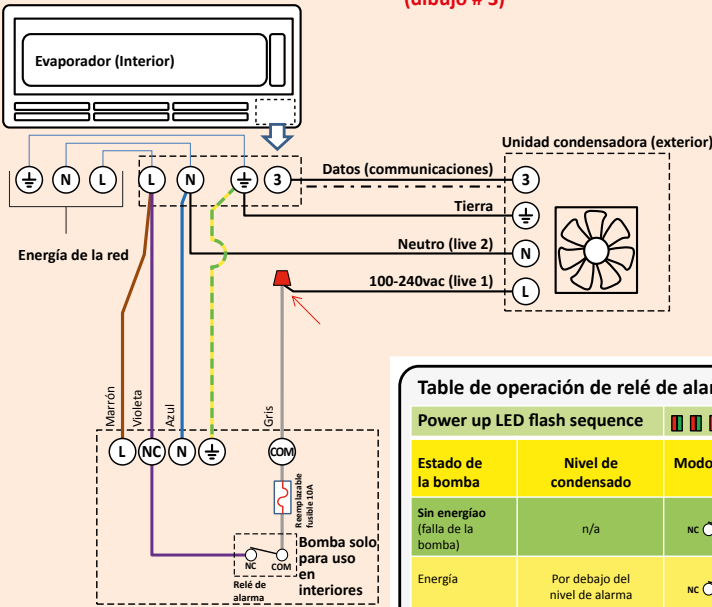 (dibujo # 3)
Evaporador (Interior)
Unidad condensadora (exterior)
N
L
L
N
3
Datos (communicaciones)
3
Tierra
Neutro (live 2)
N
100-240vac (live 1)
L
Energía de la red
Marrón
Violeta
Azul
Gris
L
NC
N
COM
Reemplazable
fusible 10A
NC
COM
Relé de
alarma
Bomba solo
para uso
en
interiores
Table de operación de relé de alar
Power up LED flash sequence
Estado de
la bomba
Nivel de
condensado
Modo
Sin energíao
(falla de la
bomba)
n/a
NC
Energía
Por debajo del
nivel de alarma
NC